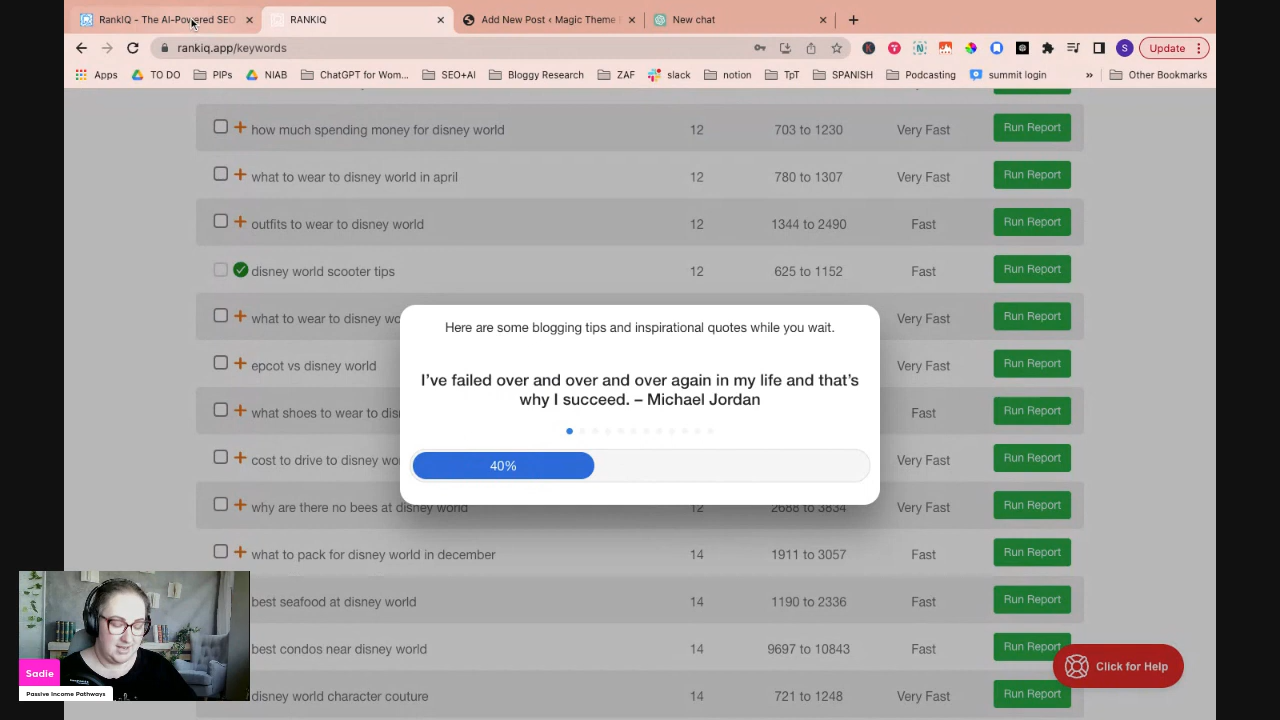 RankIQ - The AI-Powered SEO
RANKIQ
Add New Post ‹ Magic Theme
New chat
rankiq.app/keywords
S
Update
Apps
TO DO
PIPs
NIAB
ChatGPT for Wom...
SEO+AI
Bloggy Research
ZAF
slack
notion
TpT
SPANISH
Podcasting
summit login
»
Other Bookmarks
how much spending money for disney world 12 703 to 1230 Very Fast Run Report
what to wear to disney world in april 12 780 to 1307 Very Fast Run Report
outfits to wear to disney world 12 1344 to 2490 Fast Run Report
disney world scooter tips 12 625 to 1152 Fast Run Report
what to wear to disney wo Very Fast Run Report
epcot vs disney world Very Fast Run Report
what shoes to wear to dis Fast Run Report
cost to drive to disney wo Very Fast Run Report
why are there no bees at disney world 12 2688 to 3834 Very Fast Run Report
what to pack for disney world in december 14 1911 to 3057 Fast Run Report
best seafood at disney world 14 1190 to 2336 Fast Run Report
best condos near disney world 14 9697 to 10843 Fast Run Report
disney world character couture 14 721 to 1248 Very Fast Run Report
Here are some blogging tips and inspirational quotes while you wait.
I've failed over and over and over again in my life and that's
why I succeed. – Michael Jordan
40%
Click for Help
Sadie
Passive Income Pathways